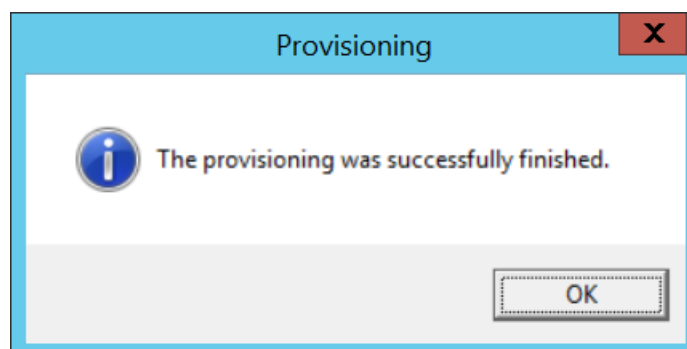 Provisioning
X
The provisioning was successfully finished.
OK